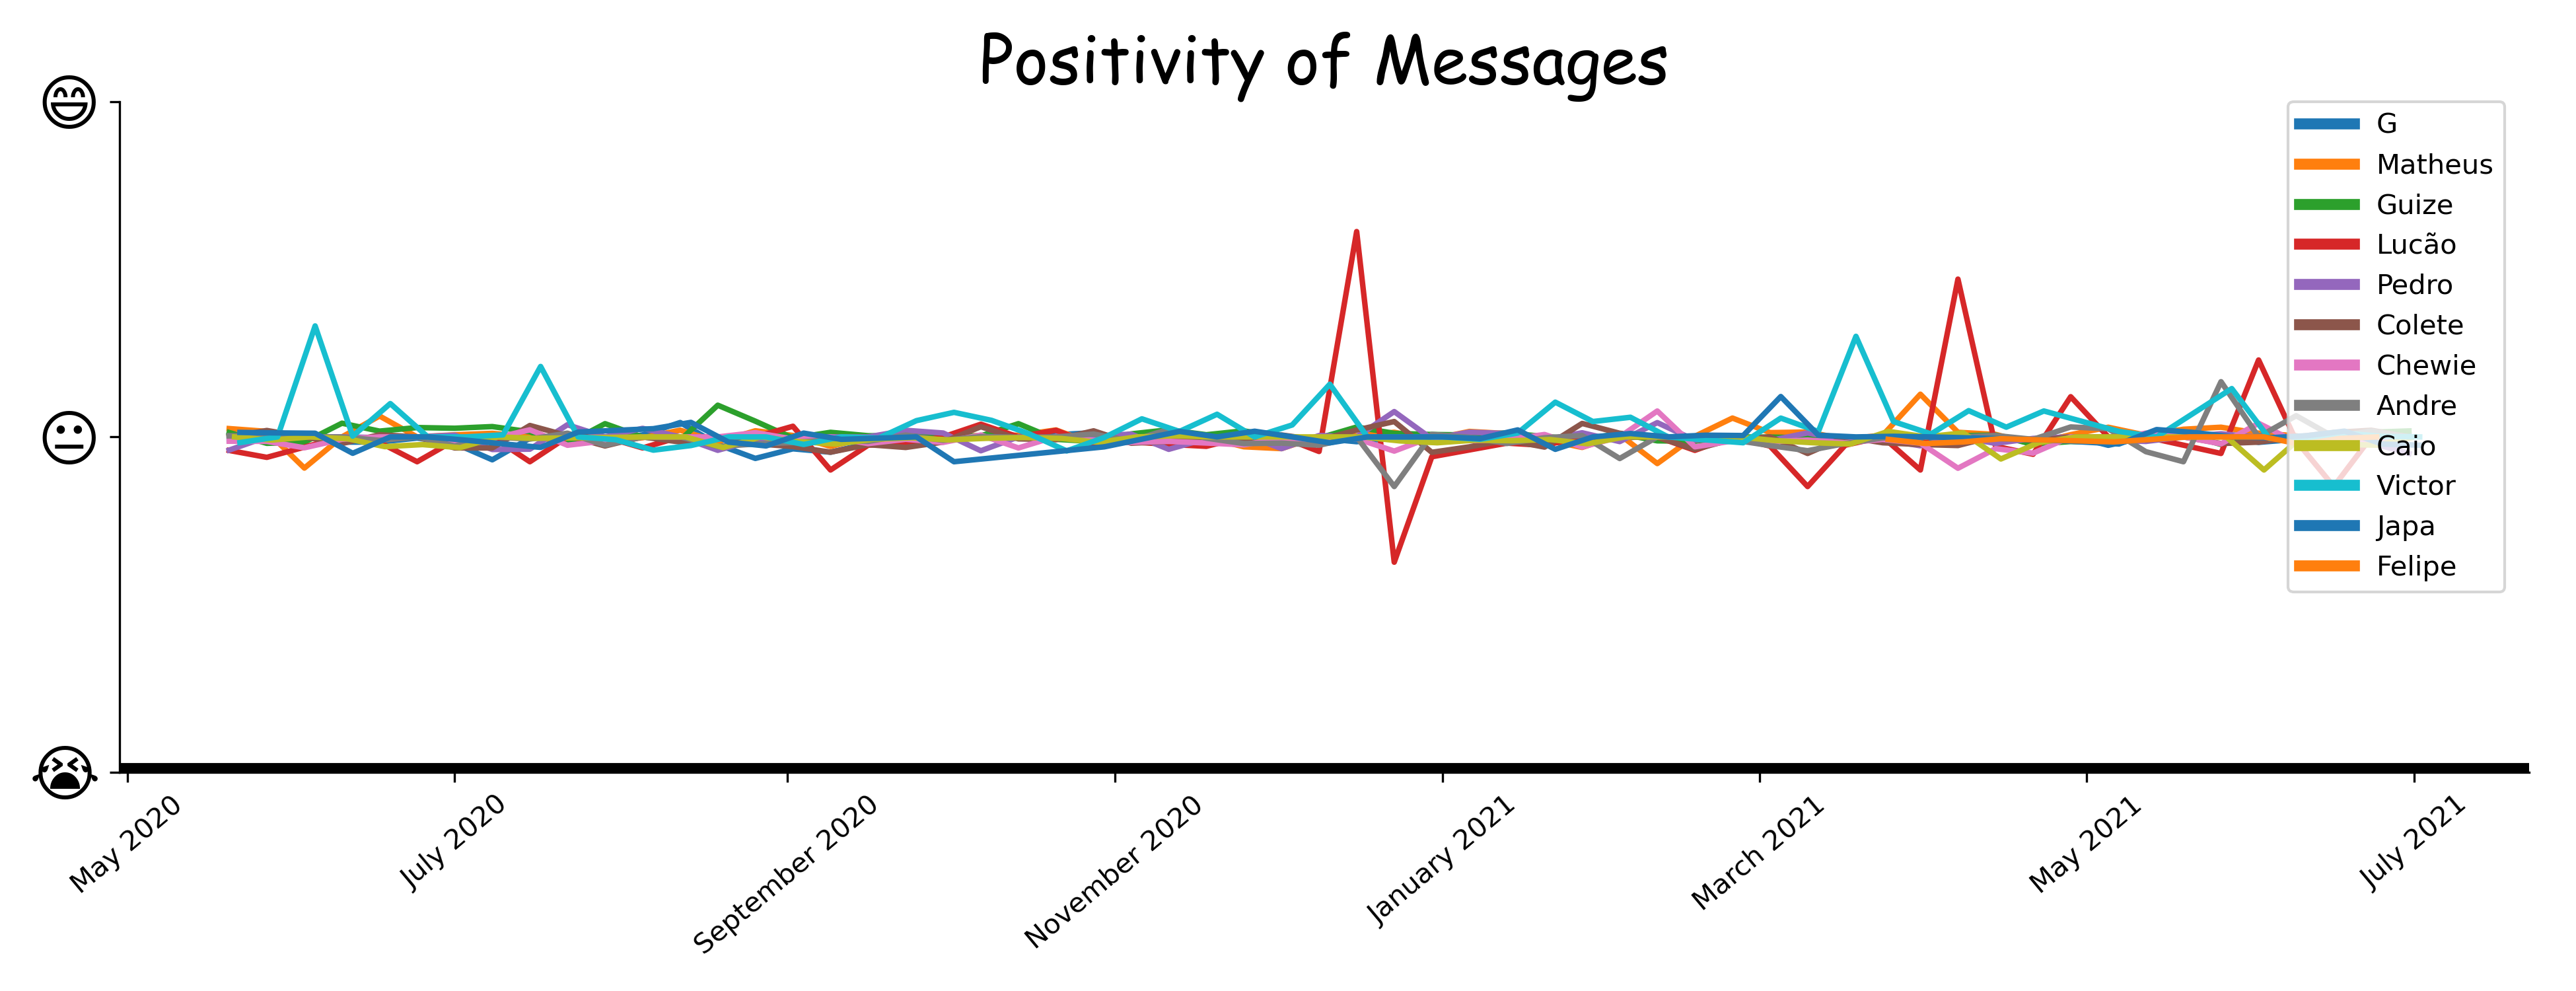 Positivity of Messages
G
Matheus
Guize
Lucão
Pedro
Colete
Chewie
Andre
Caio
Victor
Japa
Felipe
May 2020
July 2020
September 2020
November 2020
January 2021
March 2021
May 2021
July 2021